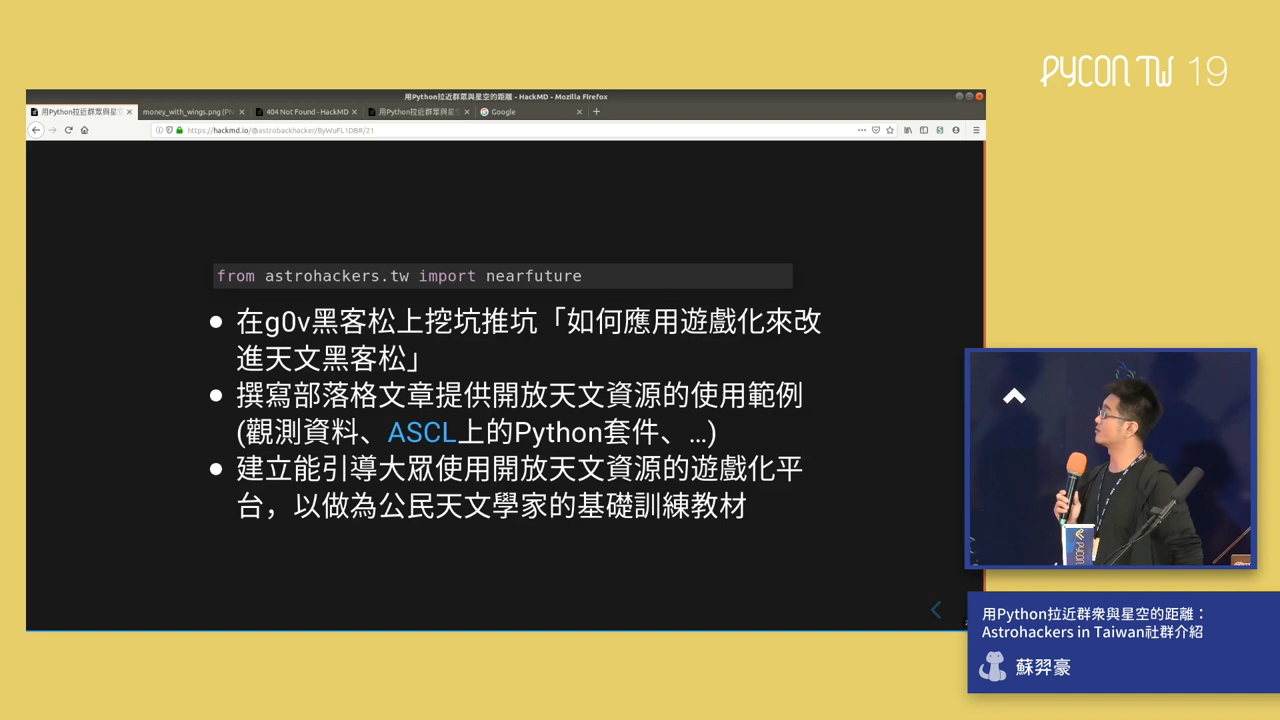 PYCON TW 19
用Python拉近群眾與星空的距離 - HackMD - Mozilla Firefox
用Python拉近群眾與星空
money_with_wings.png (PN
404 Not Found - HackMD
用Python拉近群眾與星空
Google
https://hackmd.io/@astrobackhacker/ByWuFL1DB#/21
from astrohackers.tw import nearfuture
在g0v黑客松上挖坑推坑「如何應用遊戲化來改
進天文黑客松」
撰寫部落格文章提供開放天文資源的使用範例
(觀測資料、ASCL上的Python套件、…)
建立能引導大眾使用開放天文資源的遊戲化平
台，以做為公民天文學家的基礎訓練教材
PYCON
用Python拉近群衆與星空的距離：
Astrohackers in Taiwan社群介紹
蘇羿豪